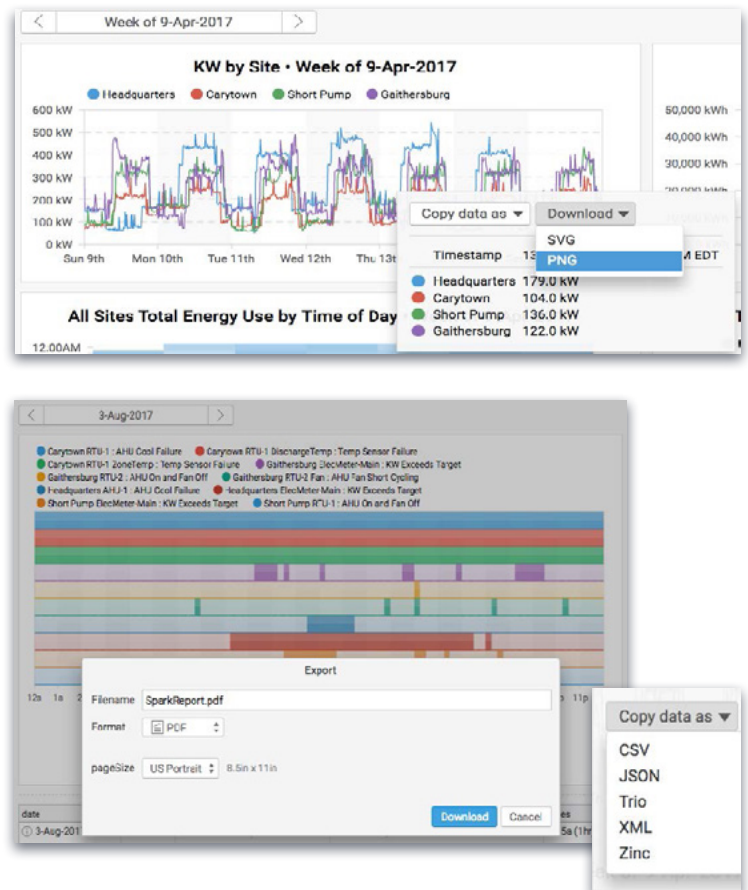 Week of 9-Apr-2017
KW by Site • Week of 9-Apr-2017
Headquarters Carytown Short Pump Gaithersburg
600 kW
500 kW
400 kW
300 kW
200 kW
100 kW
0 kW
Sun 9th Mon 10th Tue 11th Wed 12th Thu 13t
60,000 kWh
40,000 kWh
30,000 kWh
20,000 kWh
Copy data as Download
SVG
PNG
Timestamp 13 M EDT
Headquarters 179.0 kW
Carytown 104.0 kW
Short Pump 136.0 kW
Gaithersburg 122.0 kW
All Sites Total Energy Use by Time of Day
12.00AM
3-Aug-2017
Carytown RTU-1 : AHU Cool Failure Carytown RTU-1 DischargeTemp : Temp Sensor Failure
Carytown RTU-1 ZoneTemp : Temp Sensor Failure Gaithersburg ElecMeter-Main : KW Exceeds Target
Gaithersburg RTU-2 : AHU On and Fan Off Gaithersburg RTU-2 Fan : AHU Fan Short Cycling
Headquarters AHU-1 : AHU Cool Failure Headquarters ElecMeter-Main : KW Exceeds Target
Short Pump ElecMeter-Main : KW Exceeds Target Short Pump RTU-1 : AHU On and Fan Off
12a 1a 2 11p
Export
Filename SparkReport.pdf
Format PDF
pageSize US Portrait 8.5in x 11in
Download Cancel
date es
3-Aug-201 5a (1hr
Copy data as
CSV
JSON
Trio
XML
Zinc